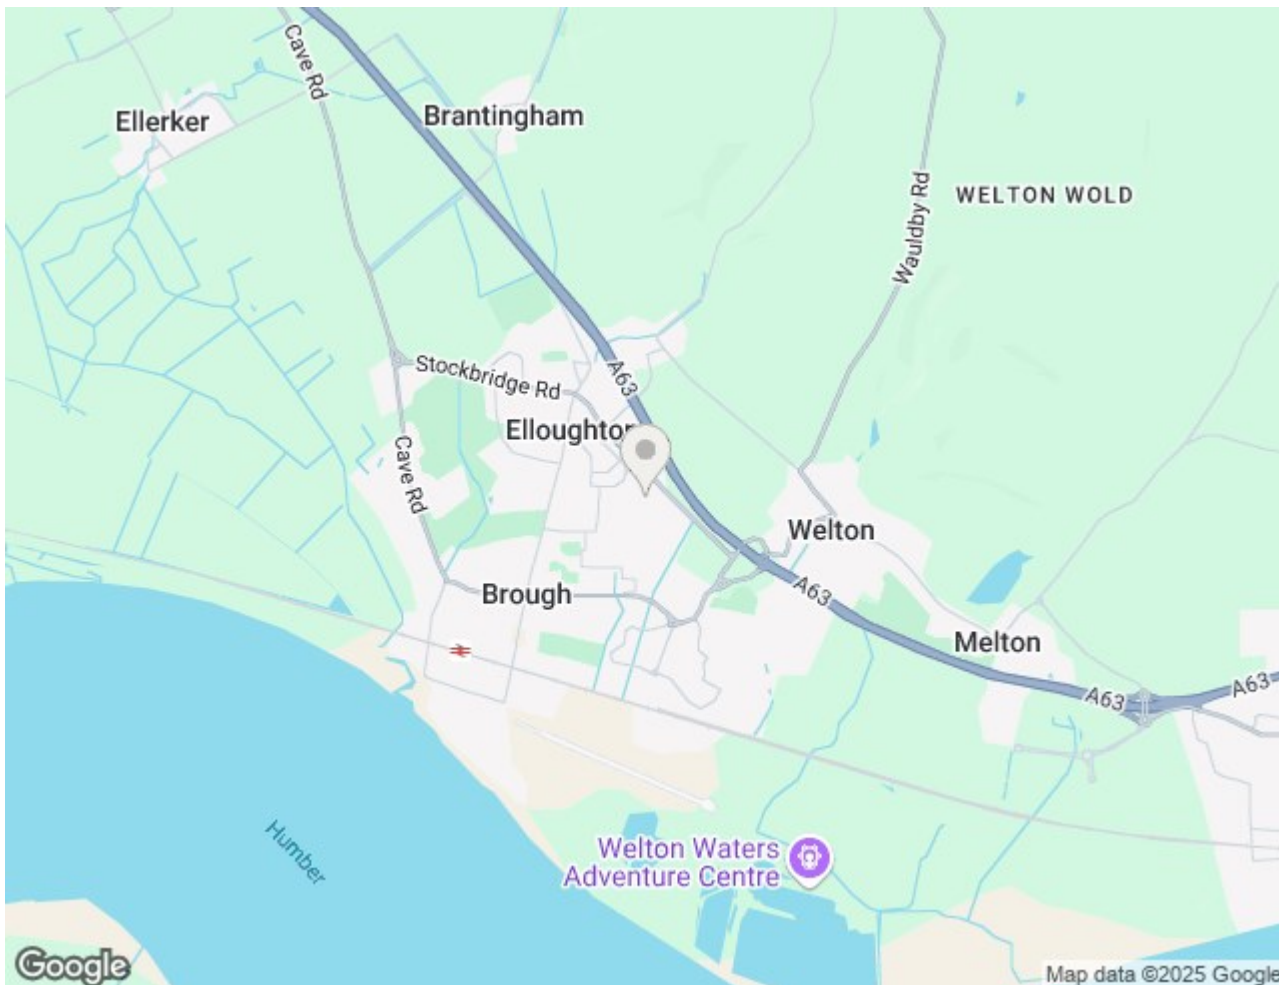 Cave Rd
Ellerker
Brantingham
WELTON WOLD
Wauldby Rd
Stockbridge Rd
A63
Elloughton
Cave Rd
Welton
A63
Brough
Melton
A63
A63
Humber
Welton Waters
Adventure Centre
Google
Map data ©2025 Google